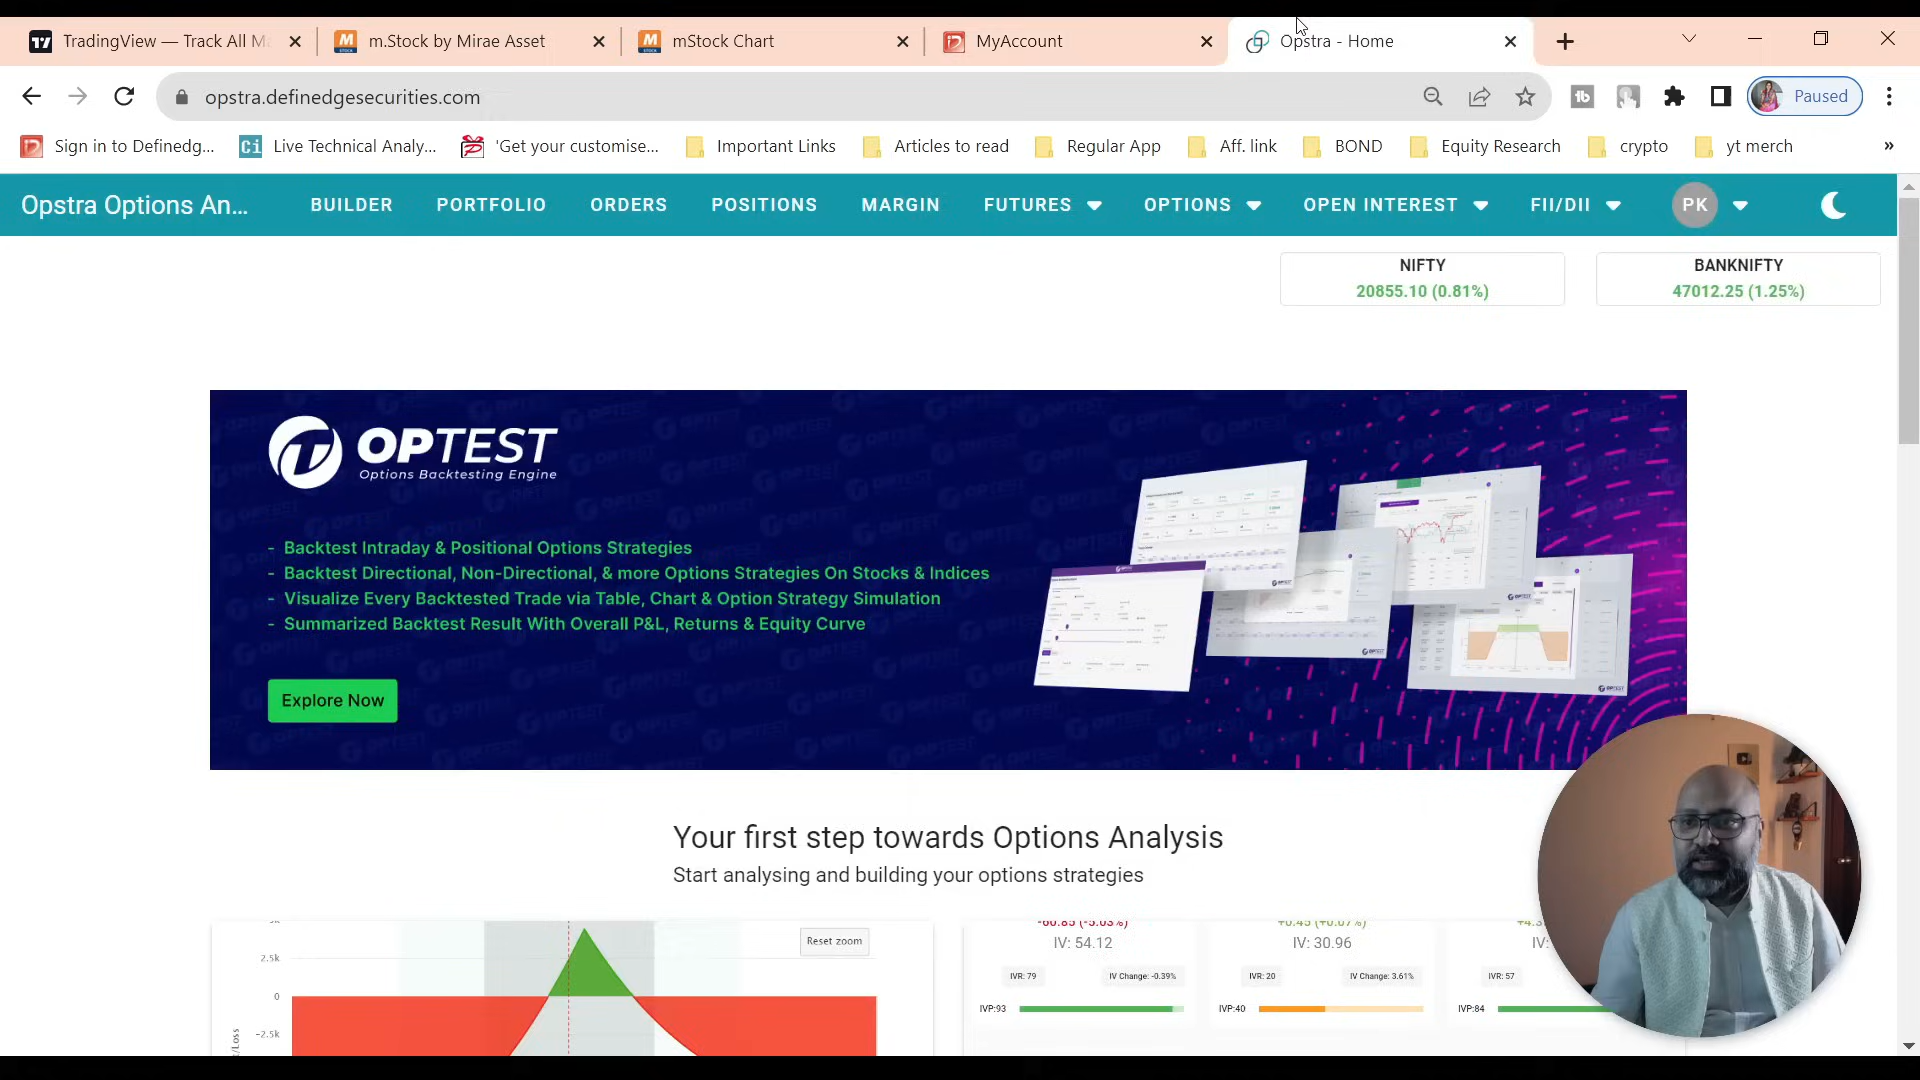 TradingView — Track All Ma
m.Stock by Mirae Asset
mStock Chart
MyAccount
Opstra - Home
opstra.definedgesecurities.com
Paused
Sign in to Definedg...
Live Technical Analy...
'Get your customise...
Important Links
Articles to read
Regular App
Aff. link
BOND
Equity Research
crypto
yt merch
»
Opstra Options An...
BUILDER
PORTFOLIO
ORDERS
POSITIONS
MARGIN
FUTURES
OPTIONS
OPEN INTEREST
FII/DII
PK
NIFTY
20855.10 (0.81%)
BANKNIFTY
47012.25 (1.25%)
OPTEST
Options Backtesting Engine
- Backtest Intraday & Positional Options Strategies
- Backtest Directional, Non-Directional, & more Options Strategies On Stocks & Indices
- Visualize Every Backtested Trade via Table, Chart & Option Strategy Simulation
- Summarized Backtest Result With Overall P&L, Returns & Equity Curve
Explore Now
Your first step towards Options Analysis
Start analysing and building your options strategies
Reset zoom
2.5k
0
-2.5k
IV: 54.12
IVR: 79
IV Change: -0.39%
IVP:93
IV: 30.96
IVR: 20
IV Change: 3.61%
IVP:40
IV:
IVR: 57
IVP:84